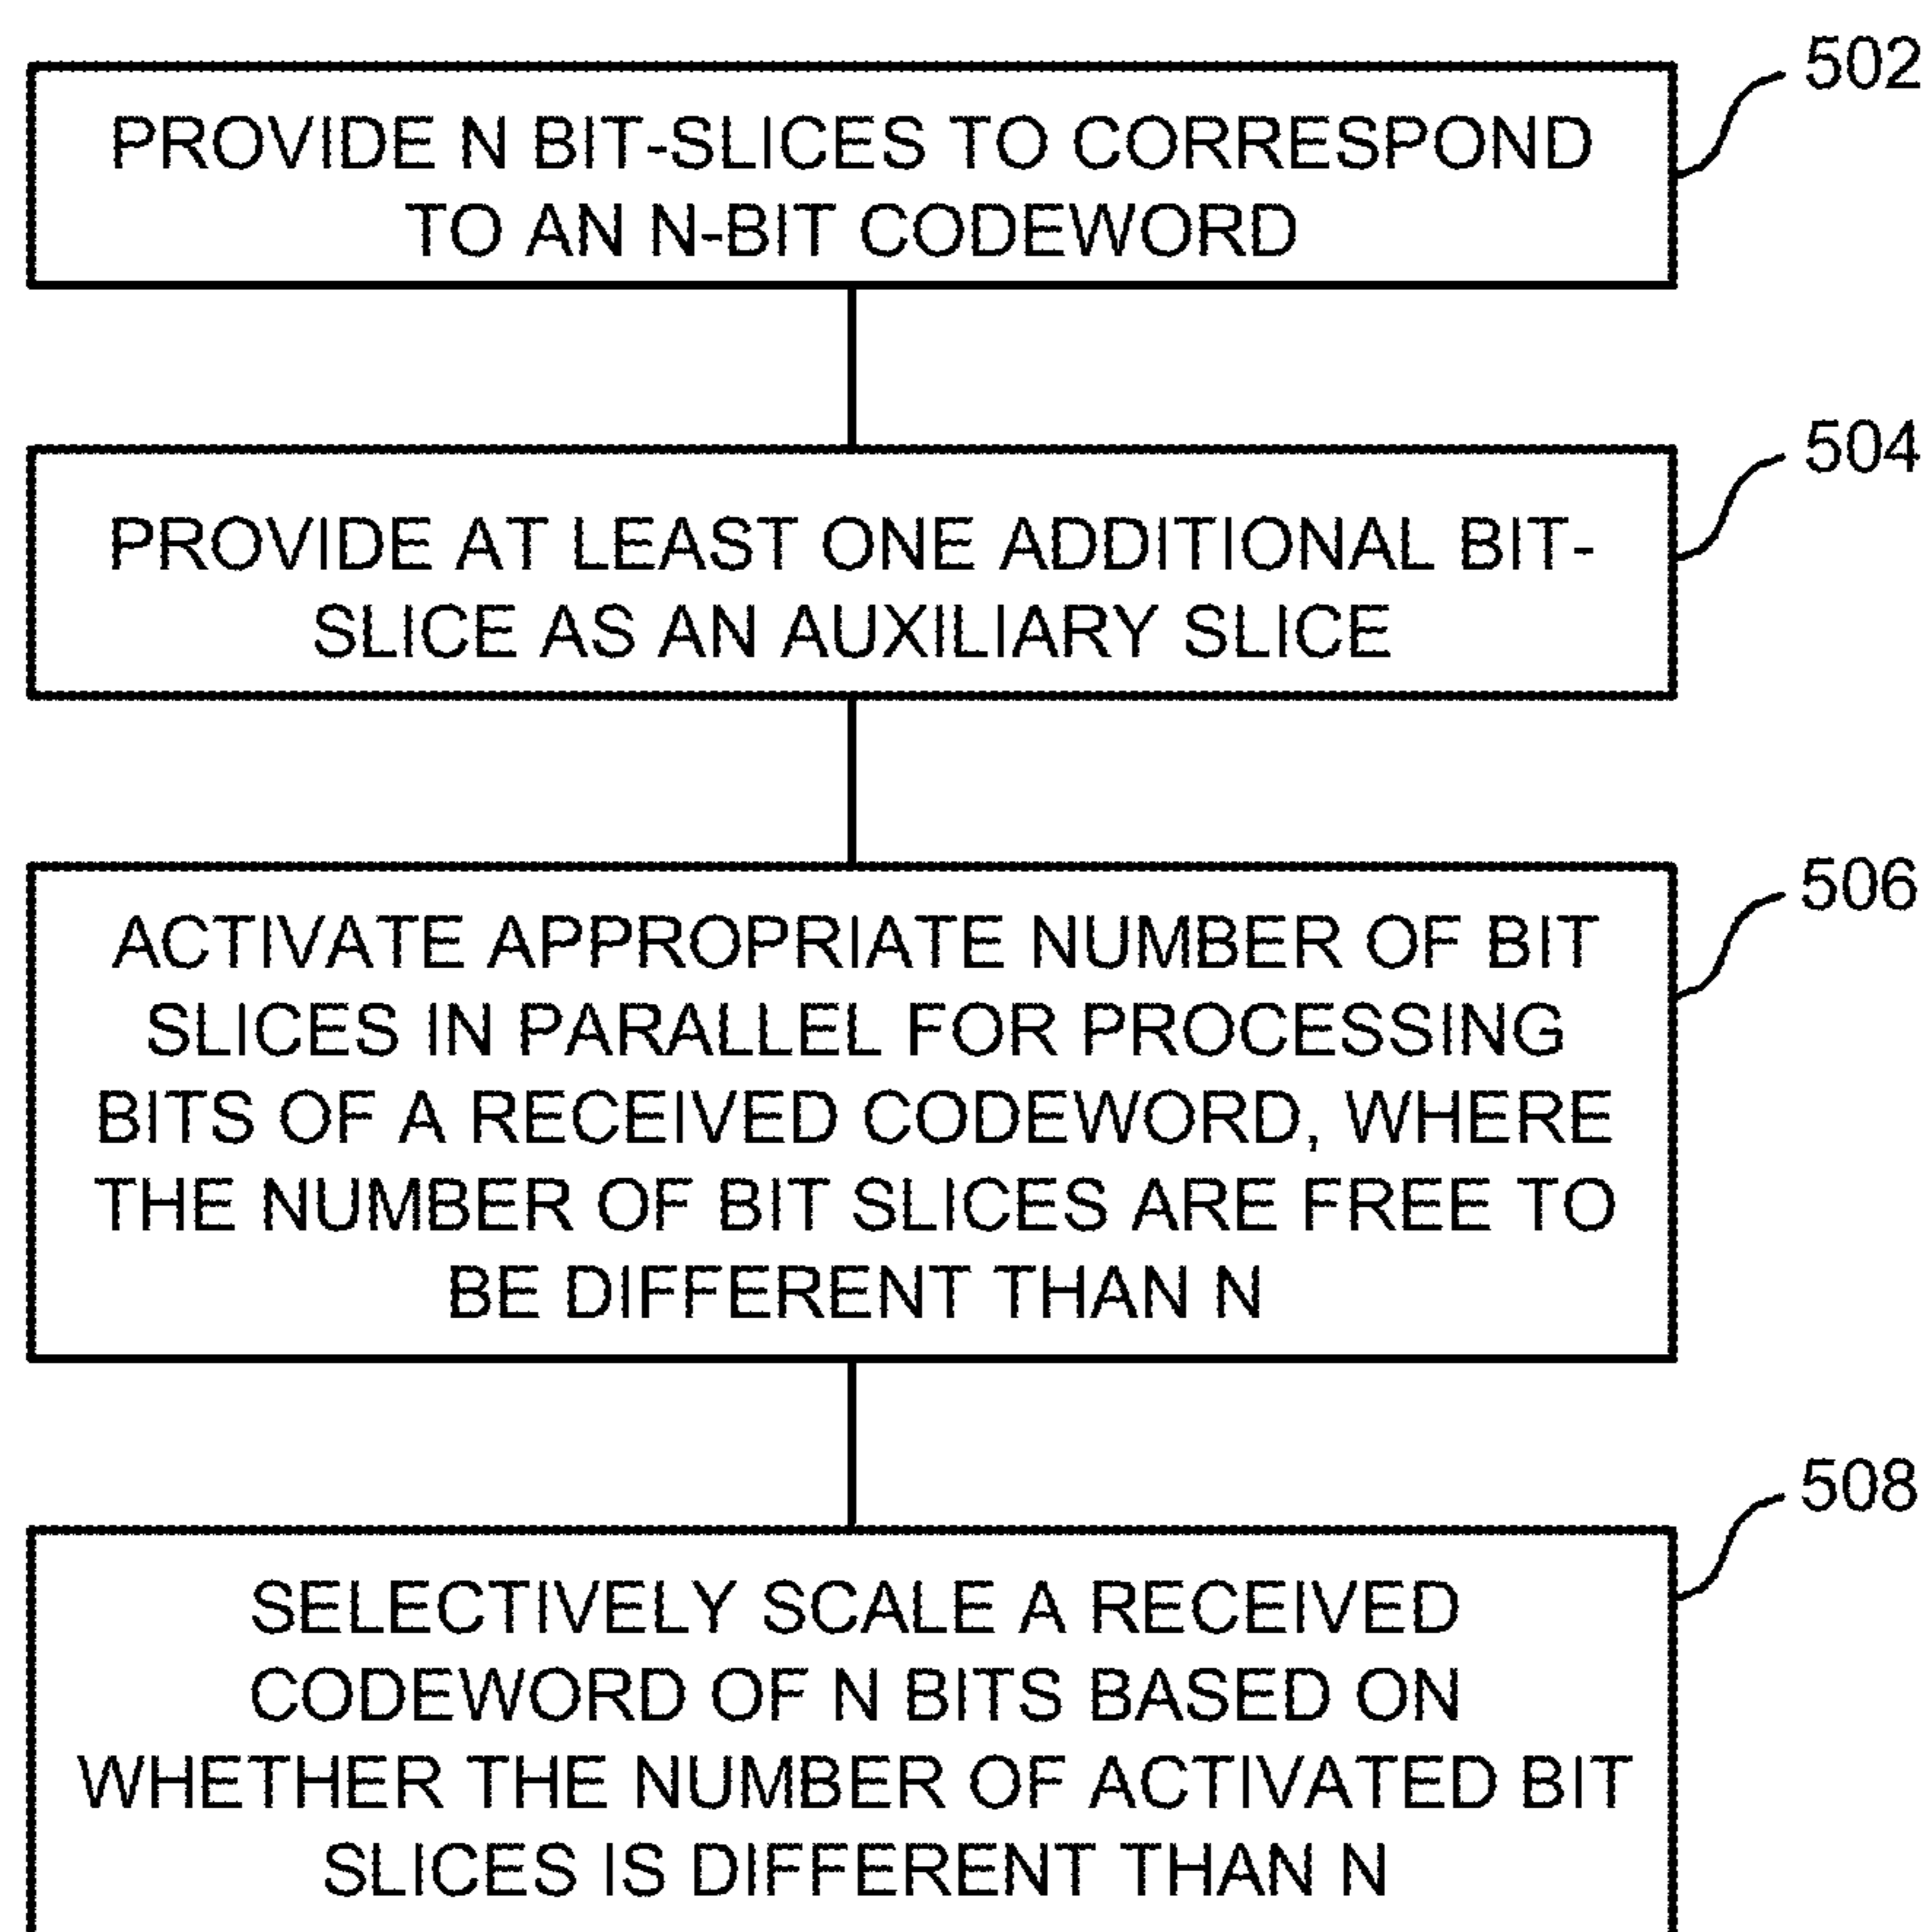 502
PROVIDE N BIT-SLICES TO CORRESPOND
TO AN N-BIT CODEWORD
504
PROVIDE AT LEAST ONE ADDITIONAL BIT-
SLICE AS AN AUXILIARY SLICE
506
ACTIVATE APPROPRIATE NUMBER OF BIT
SLICES IN PARALLEL FOR PROCESSING
BITS OF A RECEIVED CODEWORD, WHERE
THE NUMBER OF BIT SLICES ARE FREE TO
BE DIFFERENT THAN N
508
SELECTIVELY SCALE A RECEIVED
CODEWORD OF N BITS BASED ON
WHETHER THE NUMBER OF ACTIVATED BIT
SLICES IS DIFFERENT THAN N